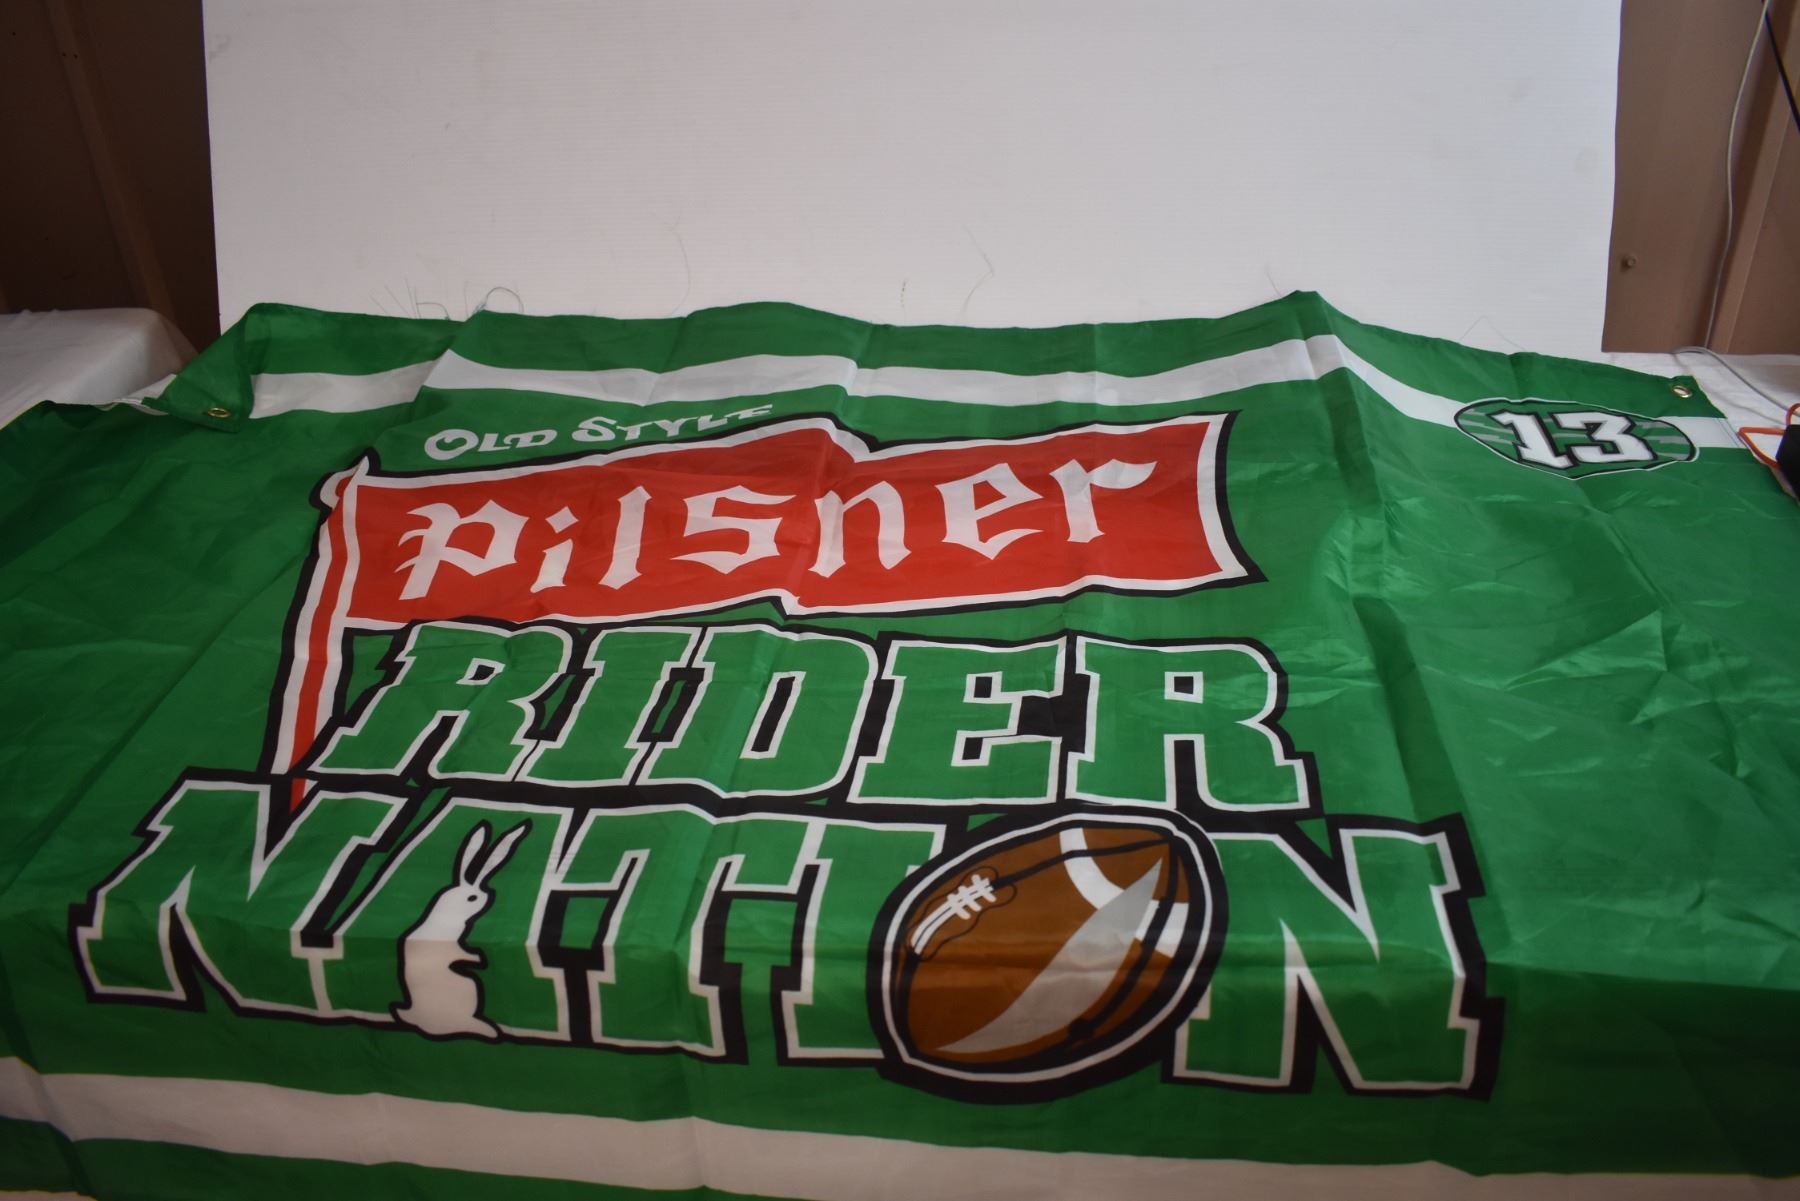 OLD STYLE
Pilsner
13
RIDER
NATION